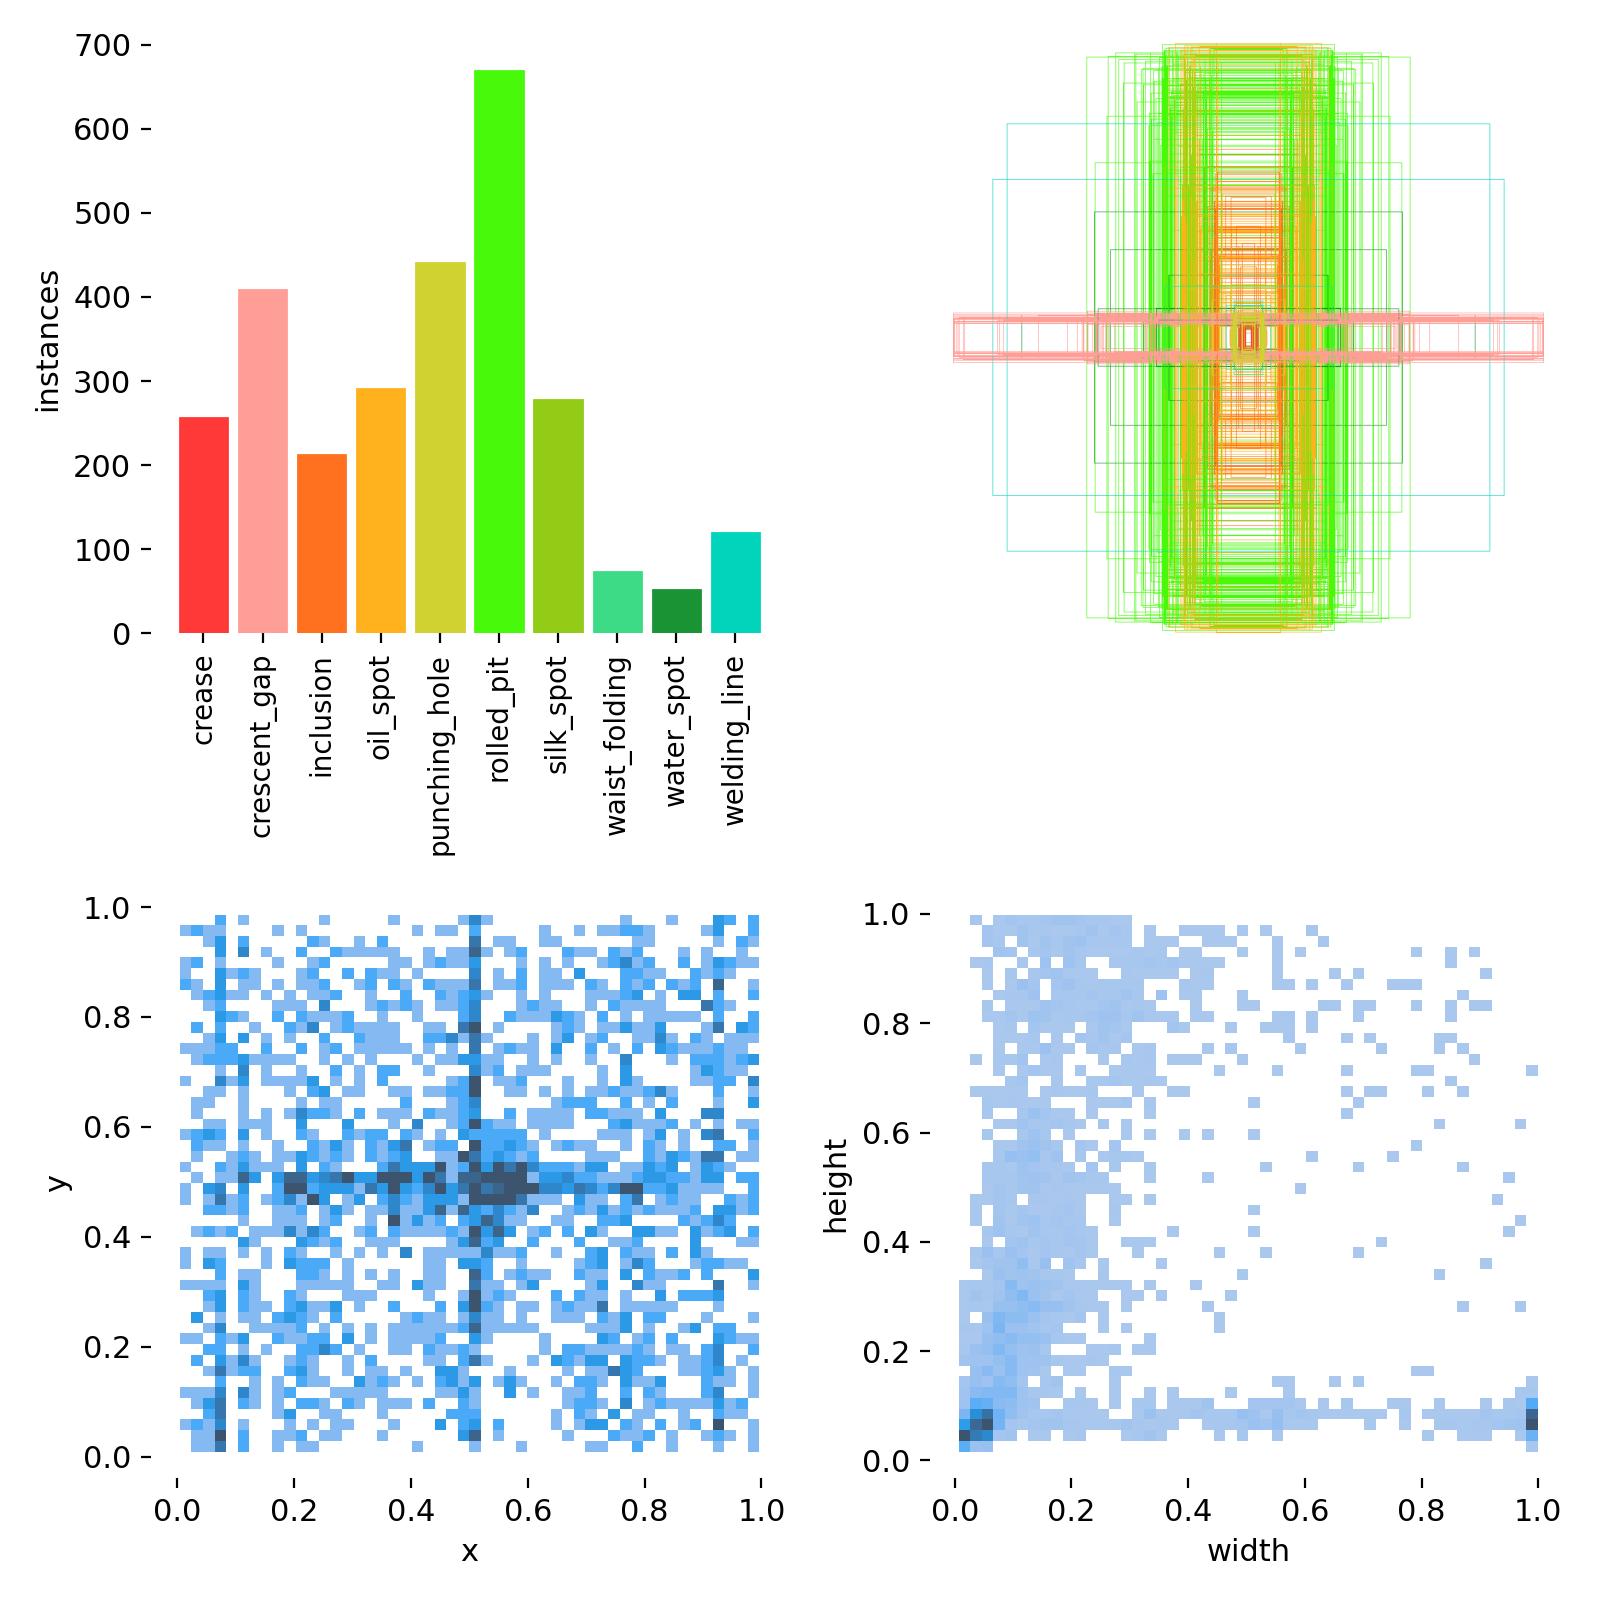 700
600
500
400
300
200
100
0
instances
crease
crescent_gap
inclusion
oil_spot
punching_hole
rolled_pit
silk_spot
waist_folding
water_spot
welding_line
1.0
0.8
0.6
0.4
0.2
0.0
y
0.0 0.2 0.4 0.6 0.8 1.0
x
1.0
0.8
0.6
0.4
0.2
0.0
height
0.0 0.2 0.4 0.6 0.8 1.0
width